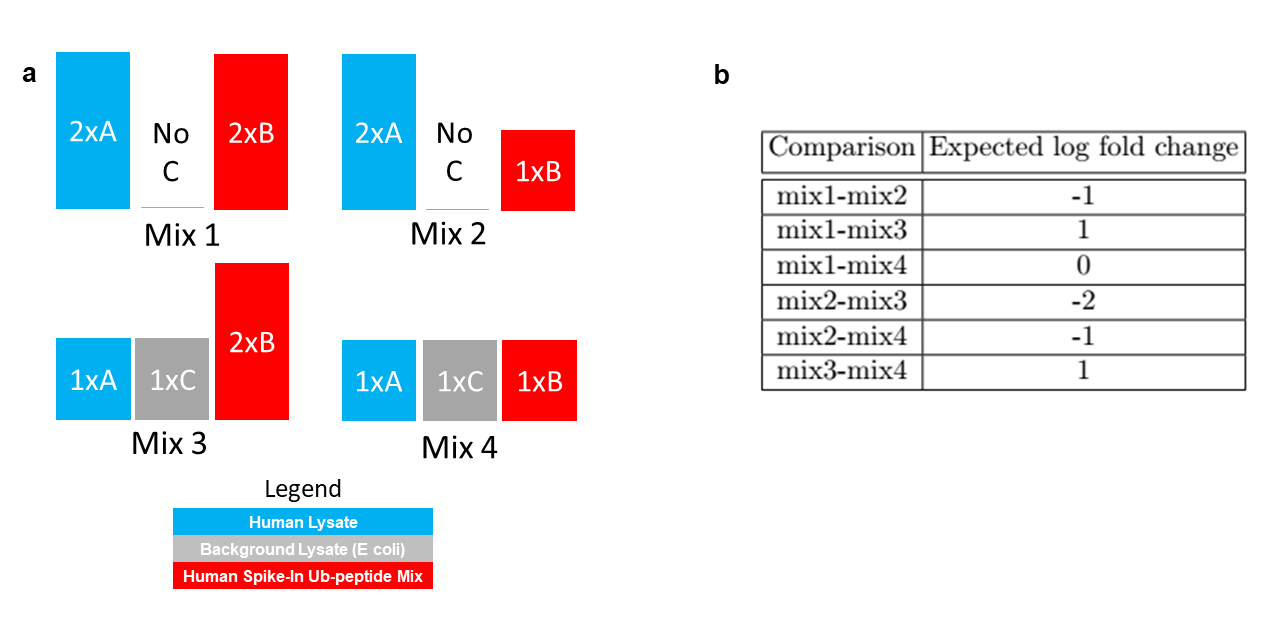 a
2xA
No
C
2xB
Mix 1
2xA
No
C
1xB
Mix 2
1xA
1xC
2xB
Mix 3
1xA
1xC
1xB
Mix 4
Legend
Human Lysate
Background Lysate (E coli)
Human Spike-In Ub-peptide Mix
b
Comparison Expected log fold change
mix1-mix2 -1
mix1-mix3 1
mix1-mix4 0
mix2-mix3 -2
mix2-mix4 -1
mix3-mix4 1